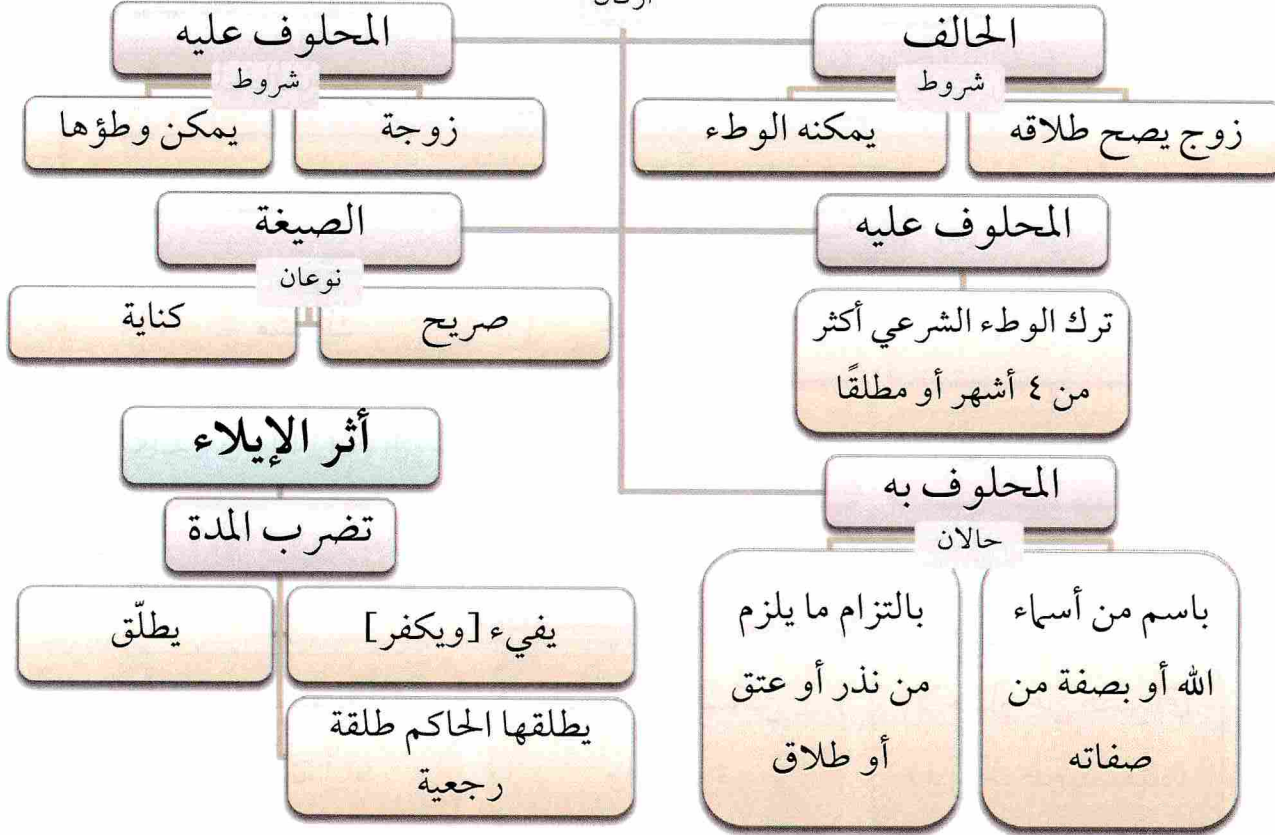 أركان
الحالف
شروط
زوج يصح طلاقه
يمكنه الوطء
المحلوف عليه
شروط
زوجة
يمكن وطؤها
المحلوف عليه
ترك الوطء الشرعي أكثر
من ٤ أشهر أو مطلقًا
الصيغة
نوعان
صريح
كناية
المحلوف به
حالان
باسم من أسماء
الله أو بصفة من
صفاته
بالتزام ما يلزم
من نذر أو عتق
أو طلاق
أثر الإيلاء
تضرب المدة
يفيء [ويكفر]
يطلّق
يطلقها الحاكم طلقة
رجعية